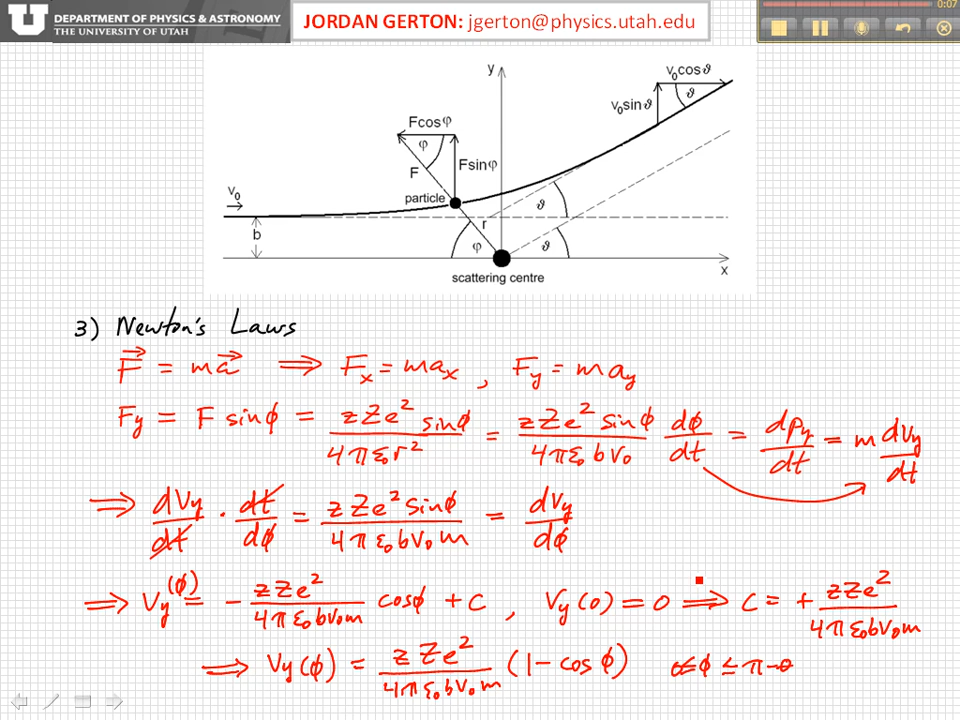 DEPARTMENT OF PHYSICS & ASTRONOMY
THE UNIVERSITY OF UTAH
JORDAN GERTON: jgerton@physics.utah.edu
0:07
y
v₀cosϑ
ϑ
v₀sinϑ
Fcosφ
φ
F
Fsinφ
v₀
particle
ϑ
r
b
φ
ϑ
x
scattering centre
3) Newton's Laws
F⃗ = ma⃗ ⟹ Fx = max , Fy = may
Fy = F sinϕ = zZe² sinϕ / 4πε₀r² = zZe² sinϕ / 4πε₀bv₀ dϕ/dt = dpy/dt = m dvy/dt
⟹ dvy/dt · dt/dϕ = zZe² sinϕ / 4πε₀bv₀m = dvy/dϕ
⟹ vy(ϕ) = - zZe² / 4πε₀bv₀m cosϕ + C , vy(0) = 0 ⟹ C = + zZe² / 4πε₀bv₀m
⟹ vy(ϕ) = zZe² / 4πε₀bv₀m (1 - cosϕ) 0≤ϕ≤π-θ